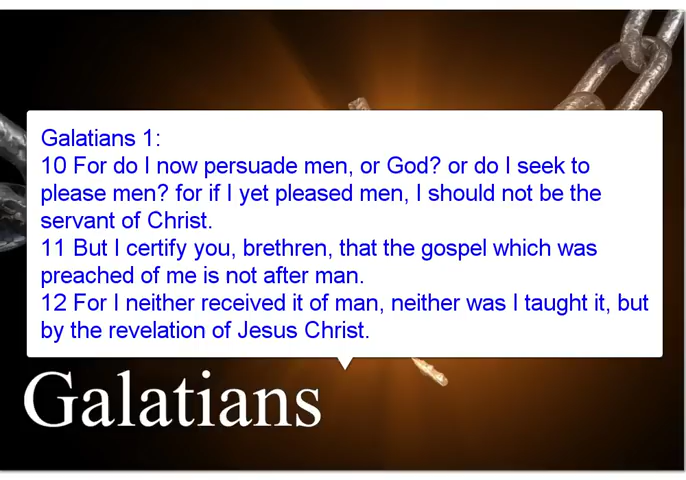 Galatians 1:
10 For do I now persuade men, or God? or do I seek to
please men? for if I yet pleased men, I should not be the
servant of Christ.
11 But I certify you, brethren, that the gospel which was
preached of me is not after man.
12 For I neither received it of man, neither was I taught it, but
by the revelation of Jesus Christ.
Galatians